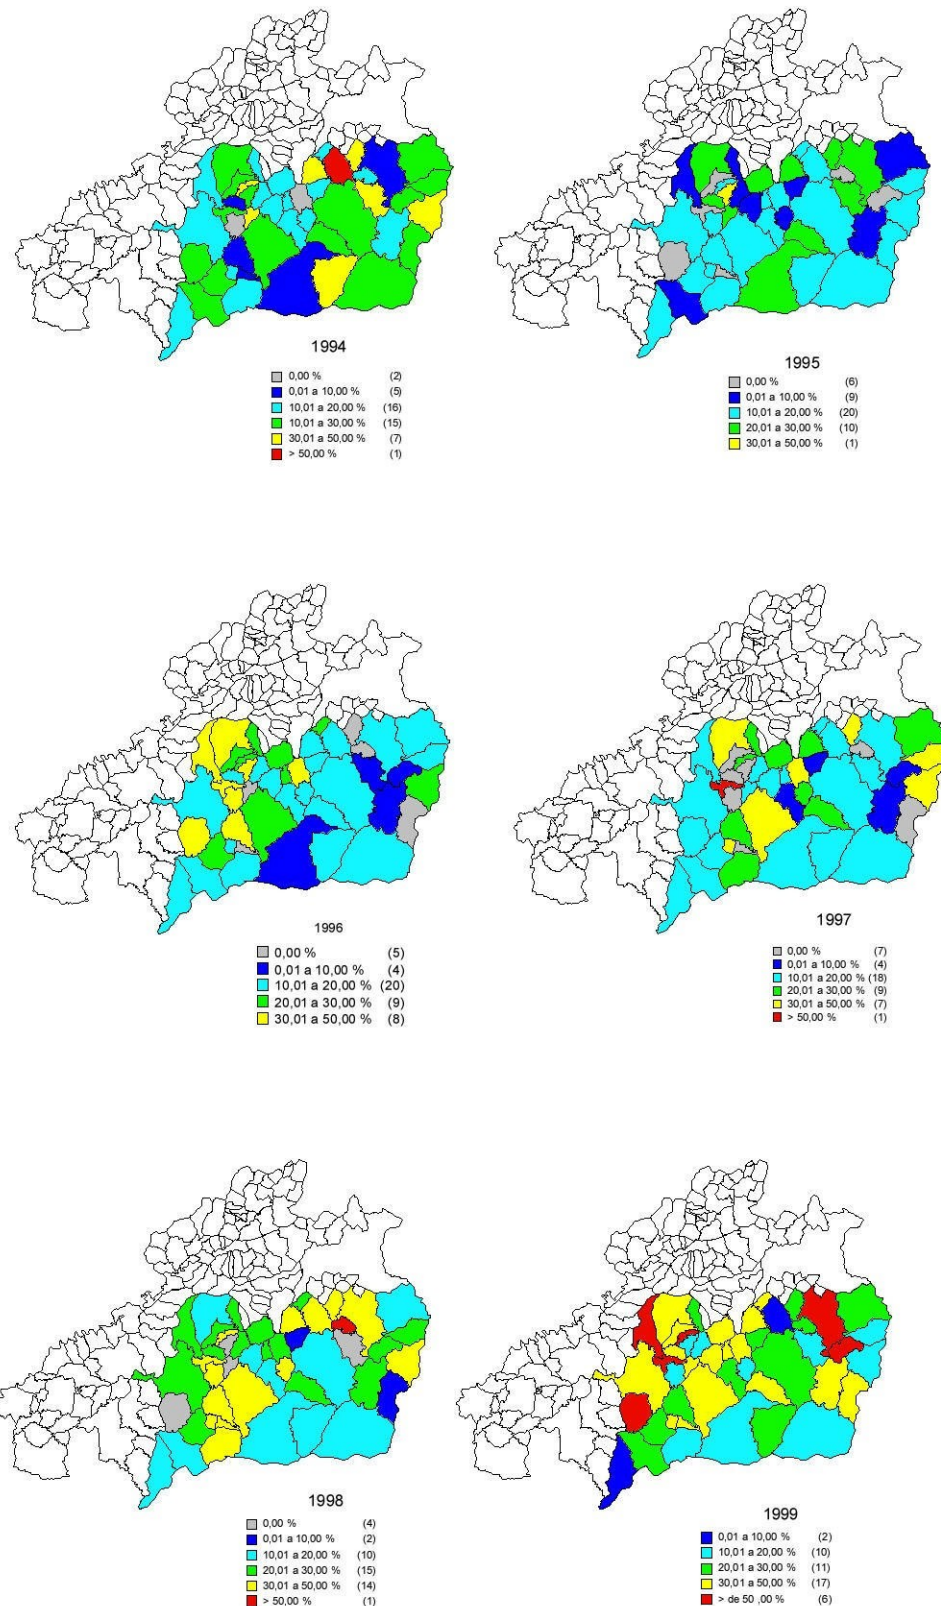 1994
0,00 % (2)
0,01 a 10,00 % (5)
10,01 a 20,00 % (16)
10,01 a 30,00 % (15)
30,01 a 50,00 % (7)
> 50,00 % (1)
1995
0,00 % (6)
0,01 a 10,00 % (9)
10,01 a 20,00 % (20)
20,01 a 30,00 % (10)
30,01 a 50,00 % (1)
1996
0,00 % (5)
0,01 a 10,00 % (4)
10,01 a 20,00 % (20)
20,01 a 30,00 % (9)
30,01 a 50,00 % (8)
1997
0,00 % (7)
0,01 a 10,00 % (4)
10,01 a 20,00 % (18)
20,01 a 30,00 % (9)
30,01 a 50,00 % (7)
> 50,00 % (1)
1998
0,00 % (4)
0,01 a 10,00 % (2)
10,01 a 20,00 % (10)
20,01 a 30,00 % (15)
30,01 a 50,00 % (14)
> 50,00 % (1)
1999
0,01 a 10,00 % (2)
10,01 a 20,00 % (10)
20,01 a 30,00 % (11)
30,01 a 50,00 % (17)
> de 50 ,00 % (6)